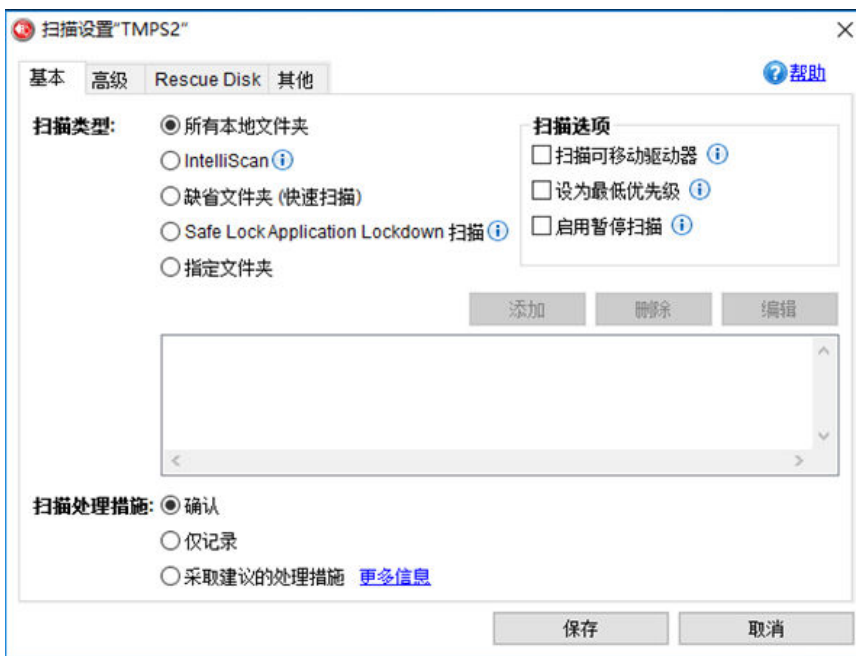 扫描设置"TMPS2"
基本 高级 Rescue Disk 其他
帮助
扫描类型:
所有本地文件夹
IntelliScan
缺省文件夹 (快速扫描)
Safe Lock Application Lockdown 扫描
指定文件夹
扫描选项
扫描可移动驱动器
设为最低优先级
启用暂停扫描
添加 删除 编辑
扫描处理措施:
确认
仅记录
采取建议的处理措施 更多信息
保存 取消